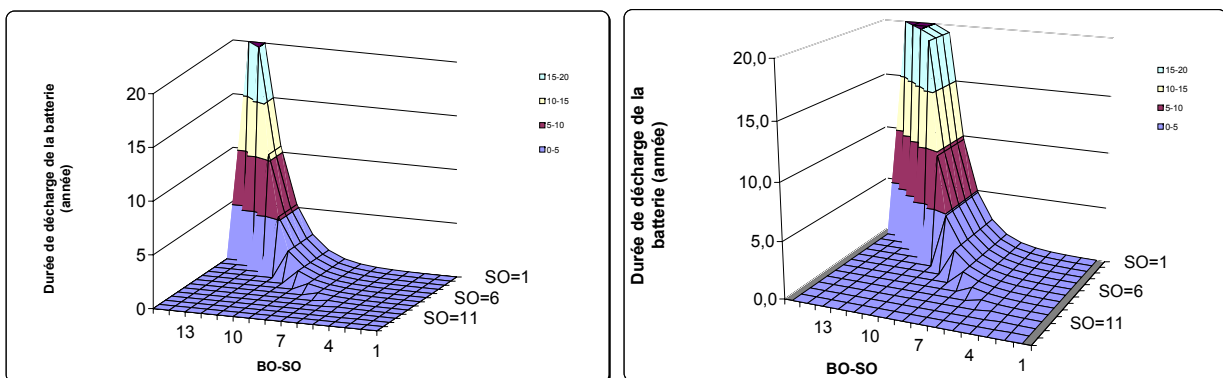 Durée de décharge de la batterie
(année)
20
15
10
5
0
13
10
7
4
1
BO-SO
SO=1
SO=6
SO=11
15-20
10-15
5-10
0-5
Durée de décharge de la
batterie (année)
20,0
15,0
10,0
5,0
0,0
13
10
7
4
1
BO-SO
SO=1
SO=6
SO=11
15-20
10-15
5-10
0-5